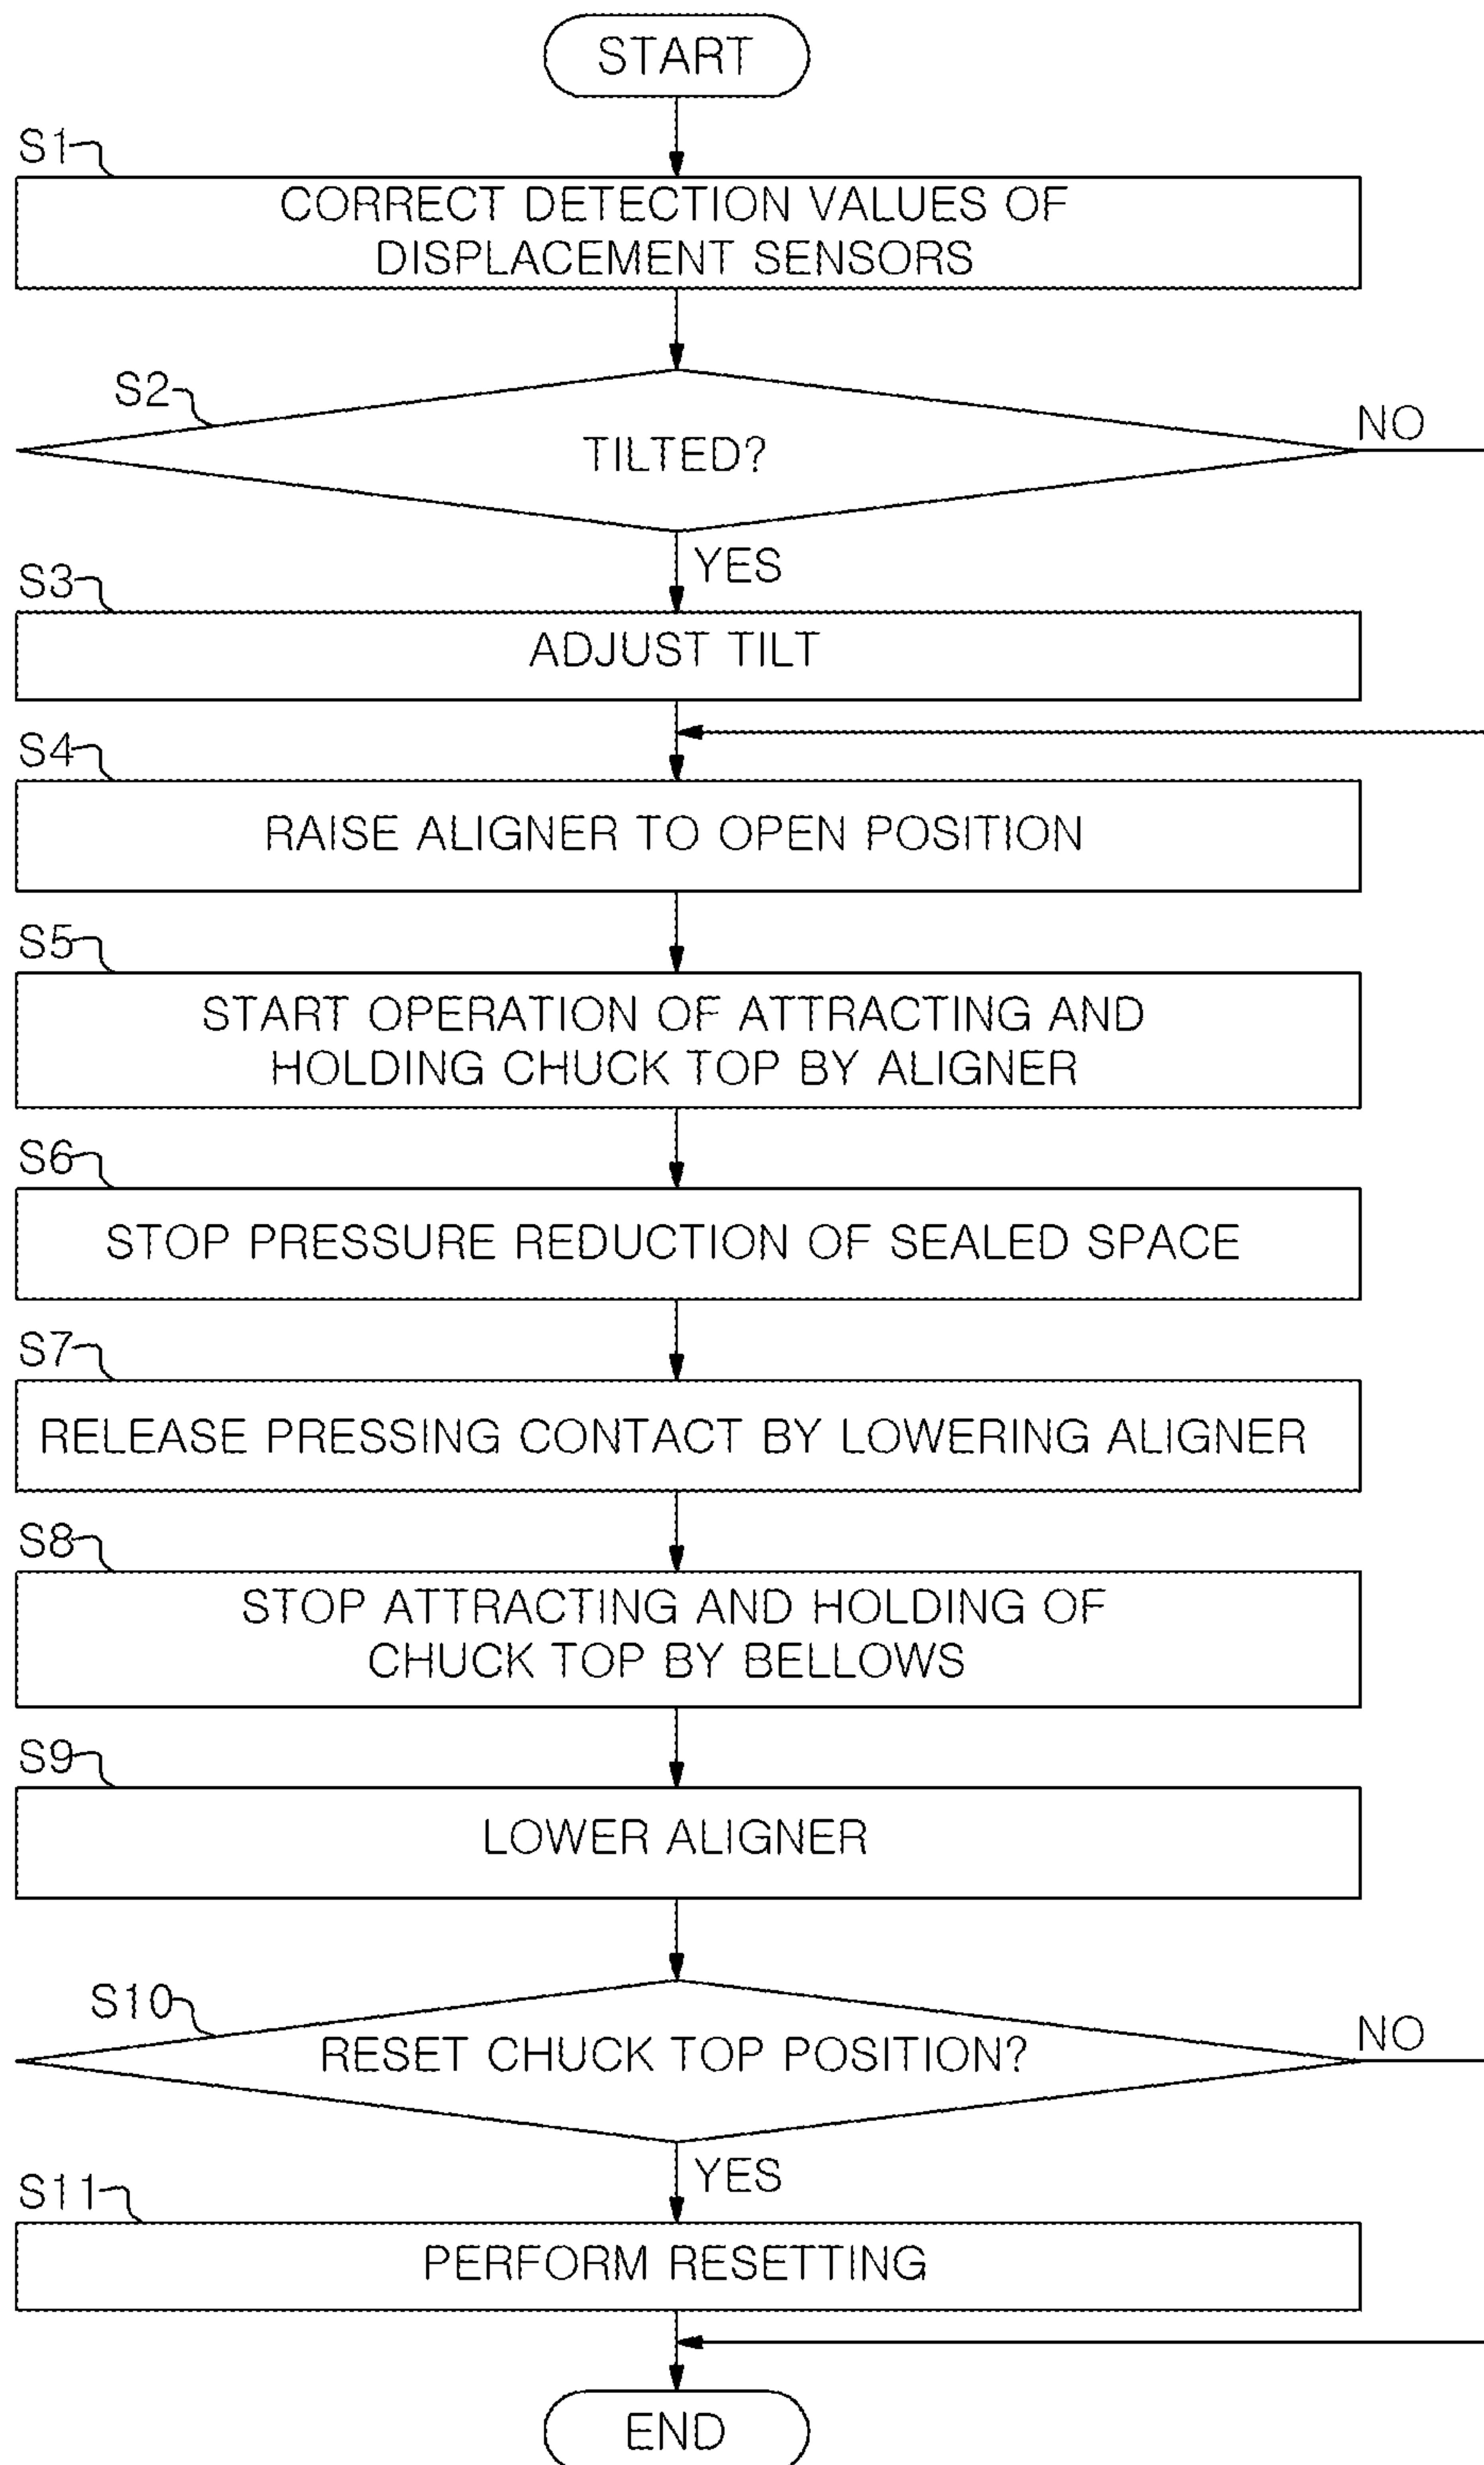 START
S1
CORRECT DETECTION VALUES OF
DISPLACEMENT SENSORS
S2
TILTED?
NO
YES
S3
ADJUST TILT
S4
RAISE ALIGNER TO OPEN POSITION
S5
START OPERATION OF ATTRACTING AND
HOLDING CHUCK TOP BY ALIGNER
S6
STOP PRESSURE REDUCTION OF SEALED SPACE
S7
RELEASE PRESSING CONTACT BY LOWERING ALIGNER
S8
STOP ATTRACTING AND HOLDING OF
CHUCK TOP BY BELLOWS
S9
LOWER ALIGNER
S10
RESET CHUCK TOP POSITION?
NO
YES
S11
PERFORM RESETTING
END